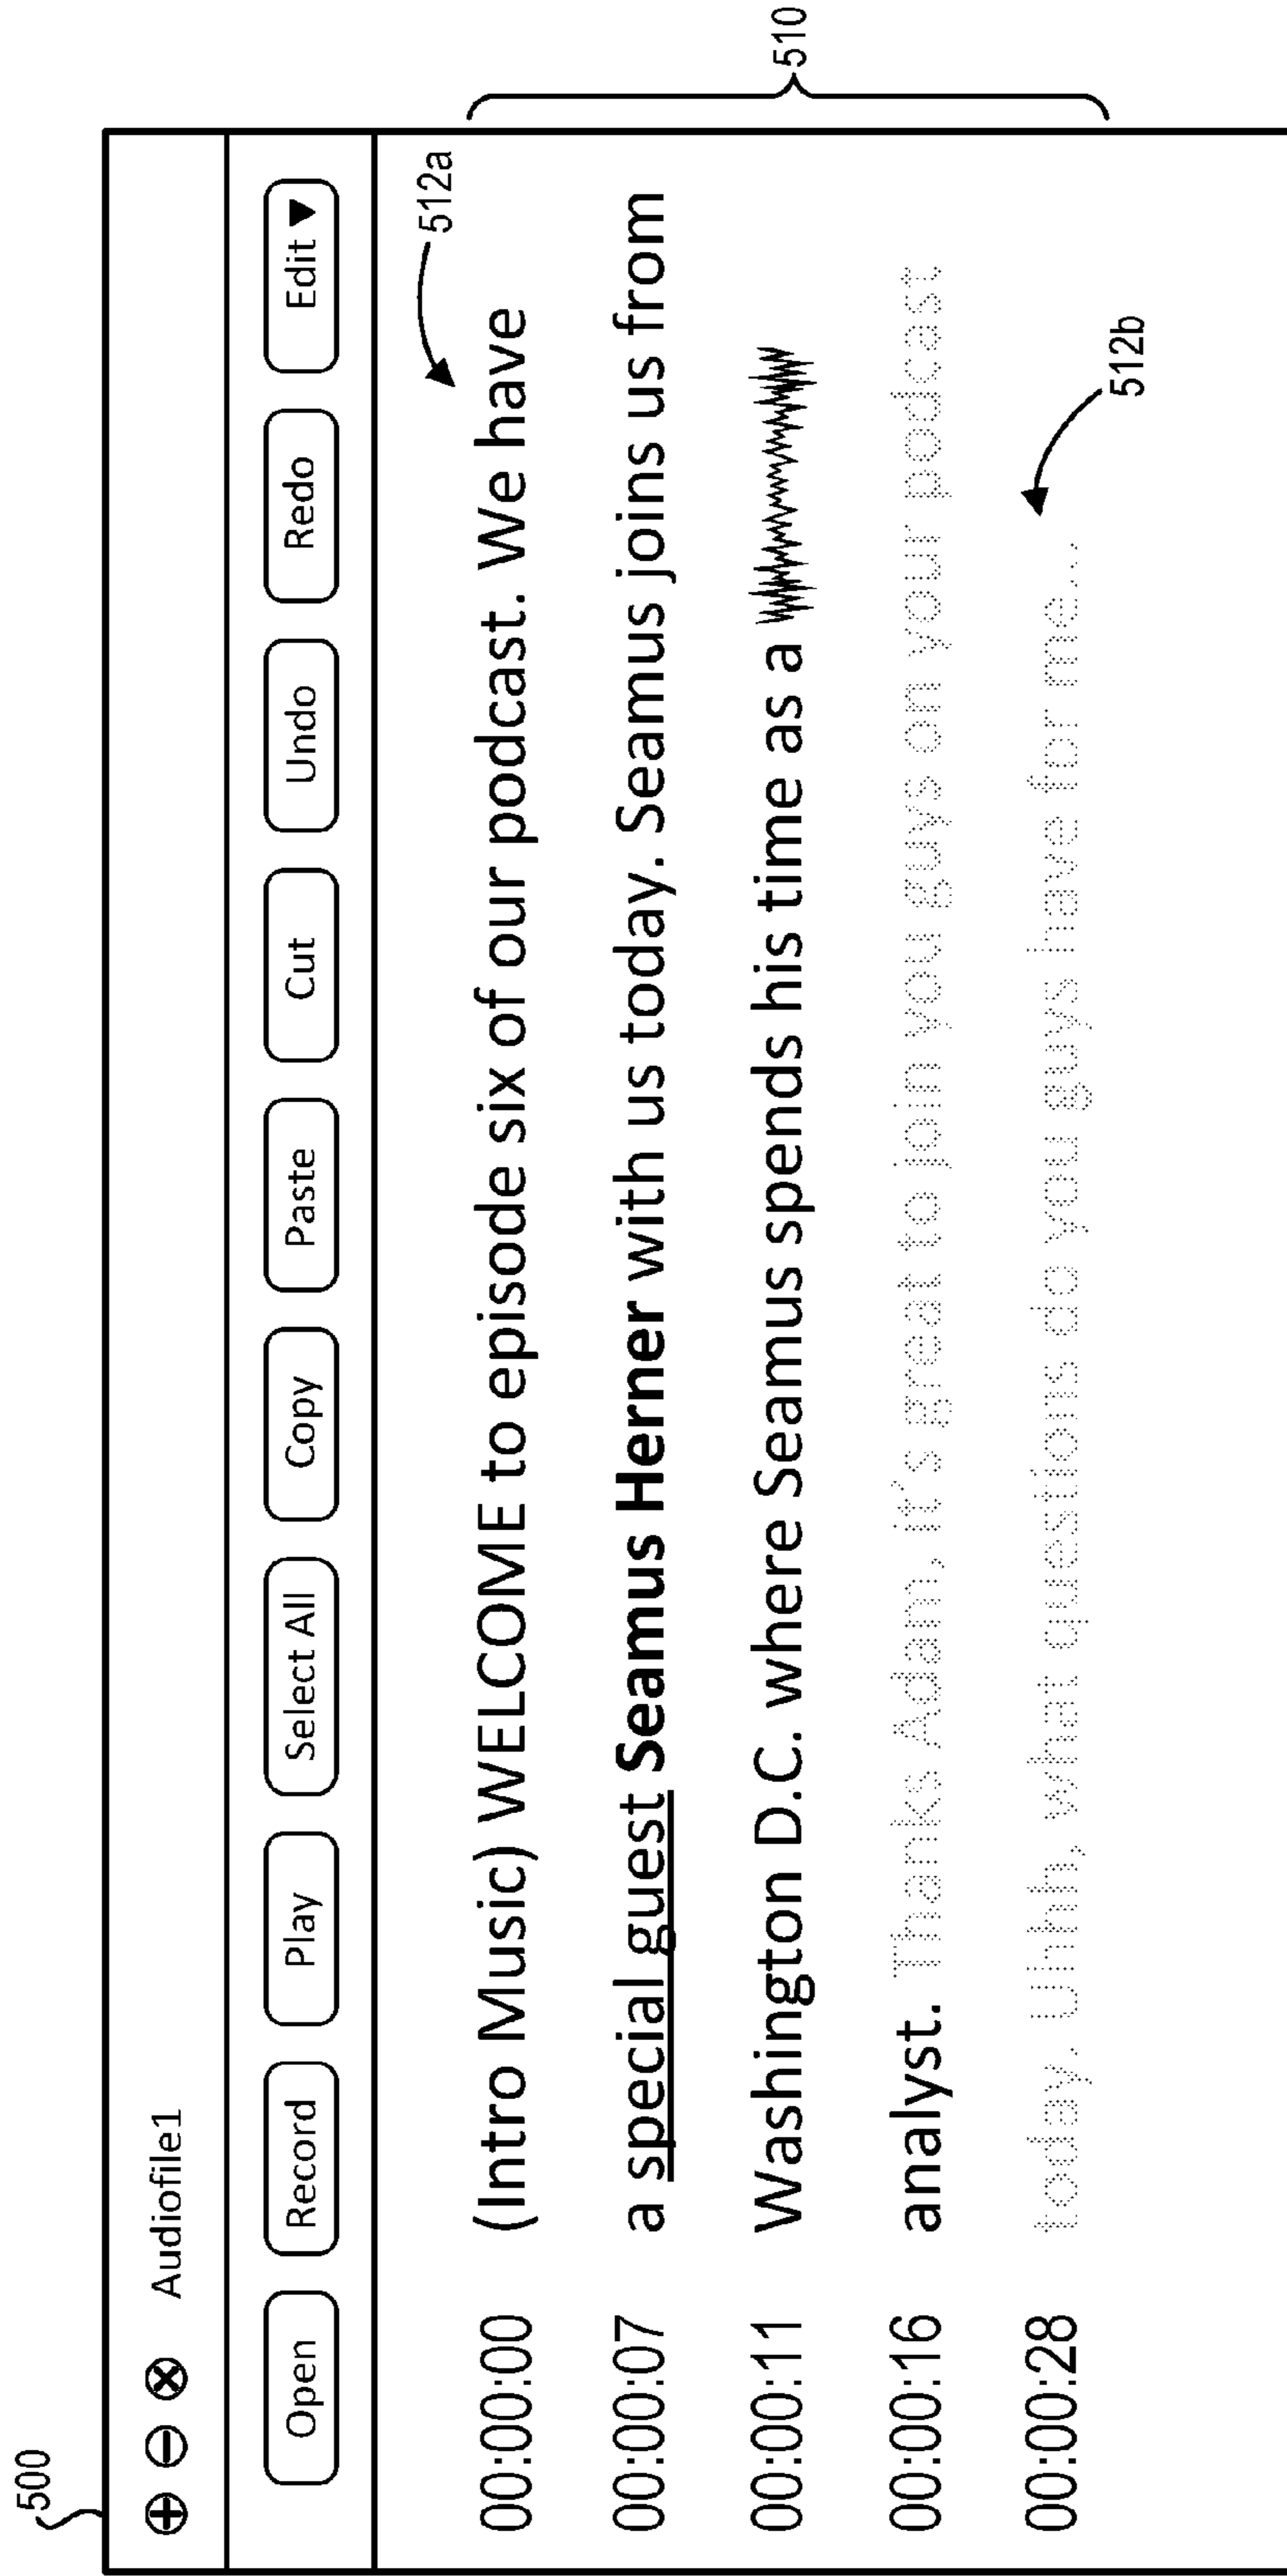 500
Audiofile1
Open Record Play Select All Copy Paste Cut Undo Redo Edit ▼
512a
00:00:00 (Intro Music) WELCOME to episode six of our podcast. We have
00:00:07 a special guest Seamus Herner with us today. Seamus joins us from
00:00:11 Washington D.C. where Seamus spends his time as a
00:00:16 analyst. Thanks Adam, it's great to join you guys on your podcast
00:00:28 today. Uhhh, what questions do you guys have for me...
512b
510